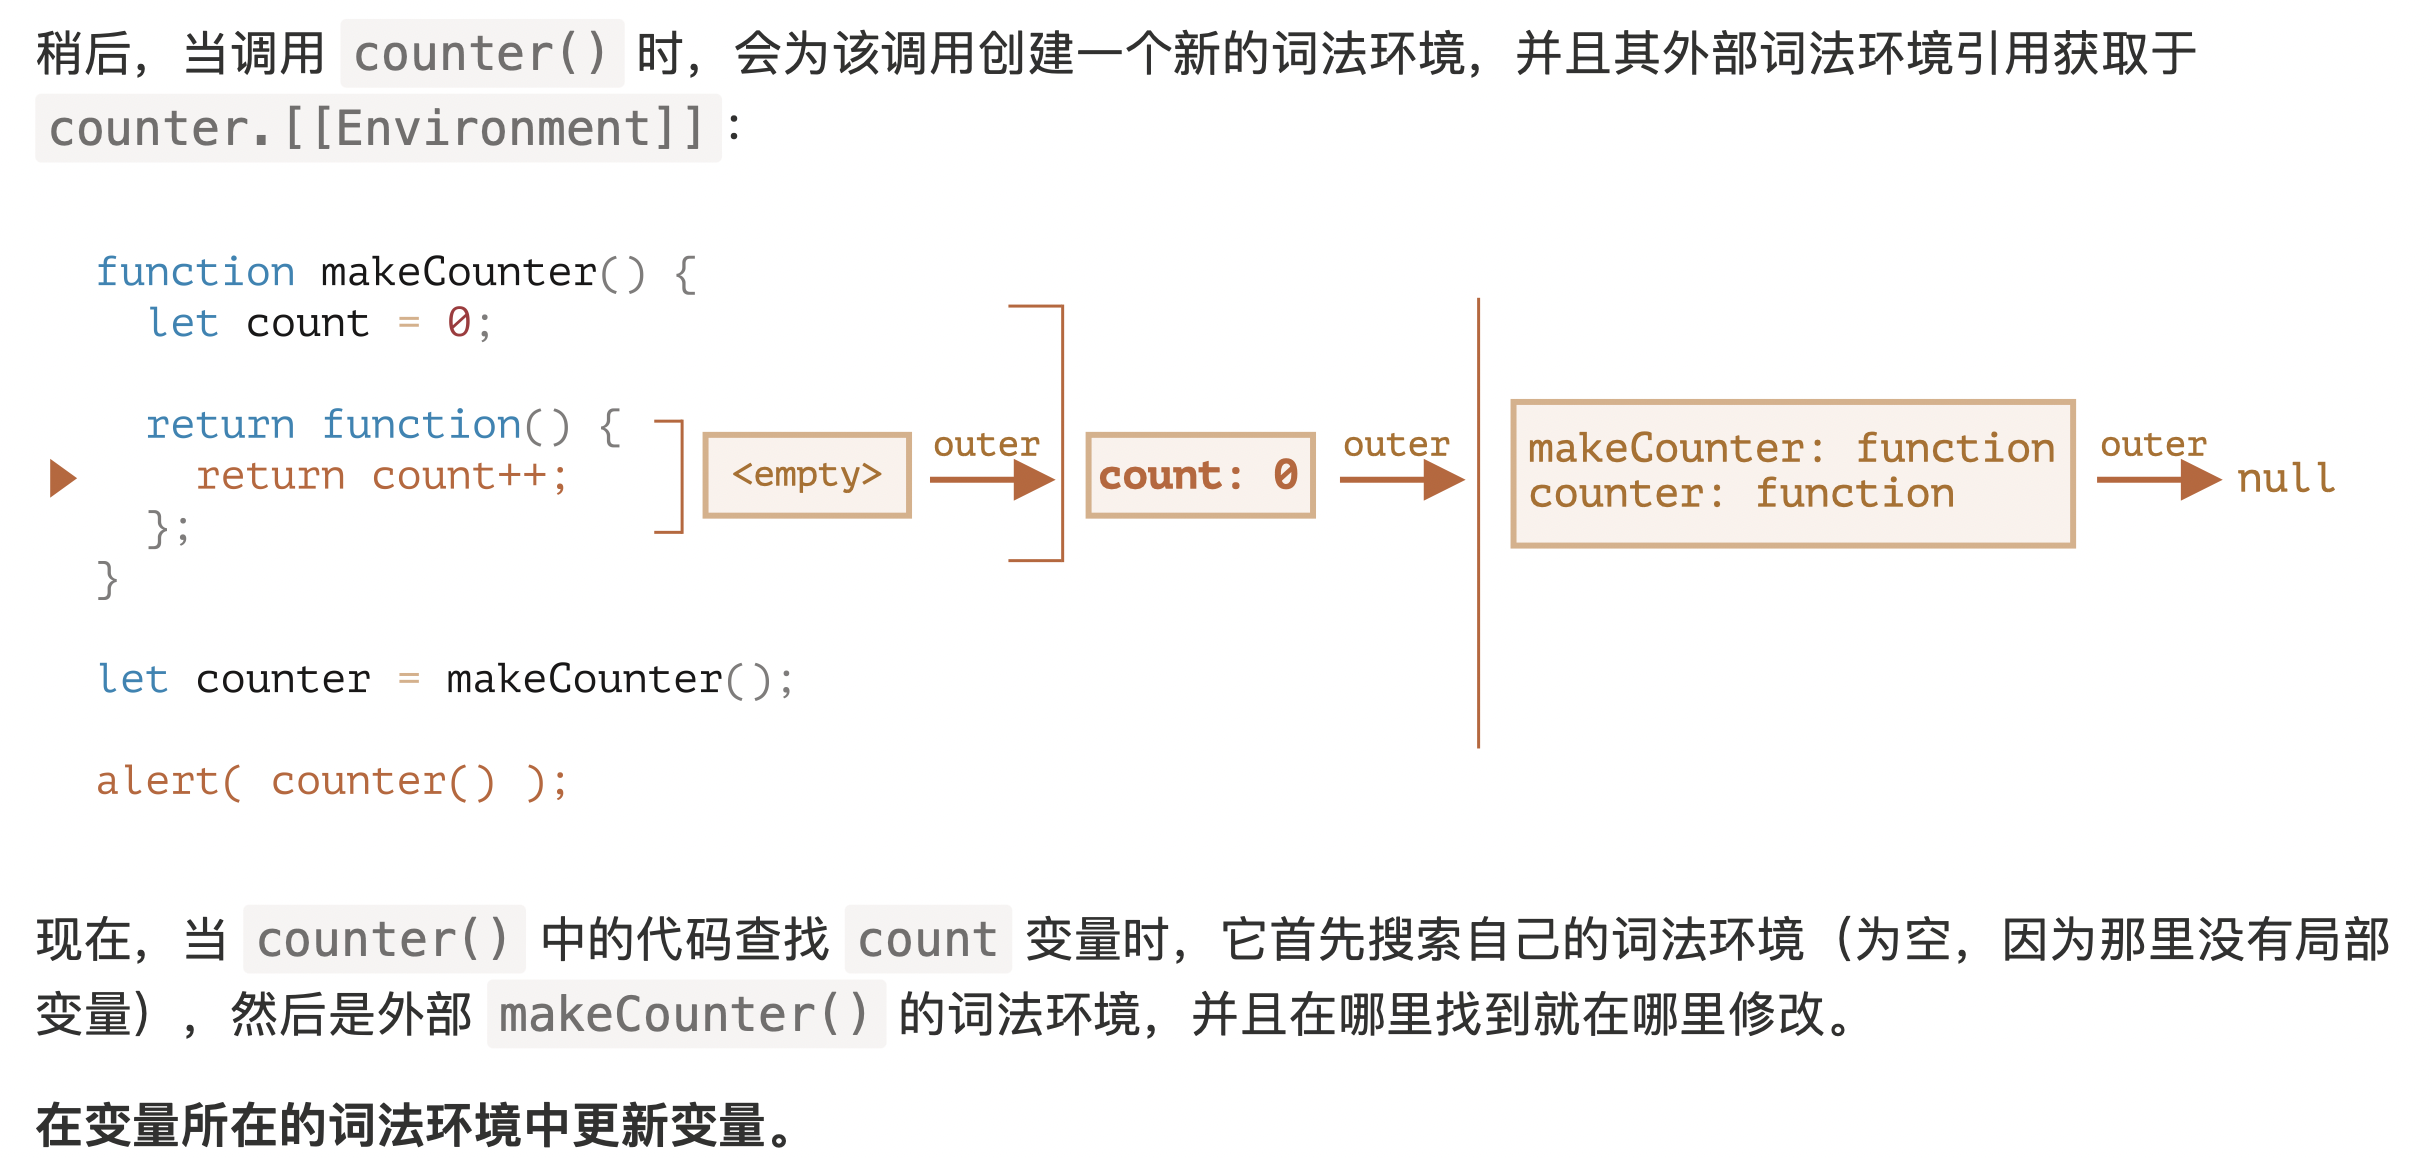 稍后，当调用 counter() 时，会为该调用创建一个新的词法环境，并且其外部词法环境引用获取于
counter.[[Environment]]：
function makeCounter() {
let count = 0;
return function() {
return count++;
};
}
let counter = makeCounter();
alert( counter() );
<empty>
outer
count: 0
outer
makeCounter: function
counter: function
outer
null
现在，当 counter() 中的代码查找 count 变量时，它首先搜索自己的词法环境（为空，因为那里没有局部
变量），然后是外部 makeCounter() 的词法环境，并且在哪里找到就在哪里修改。
在变量所在的词法环境中更新变量。